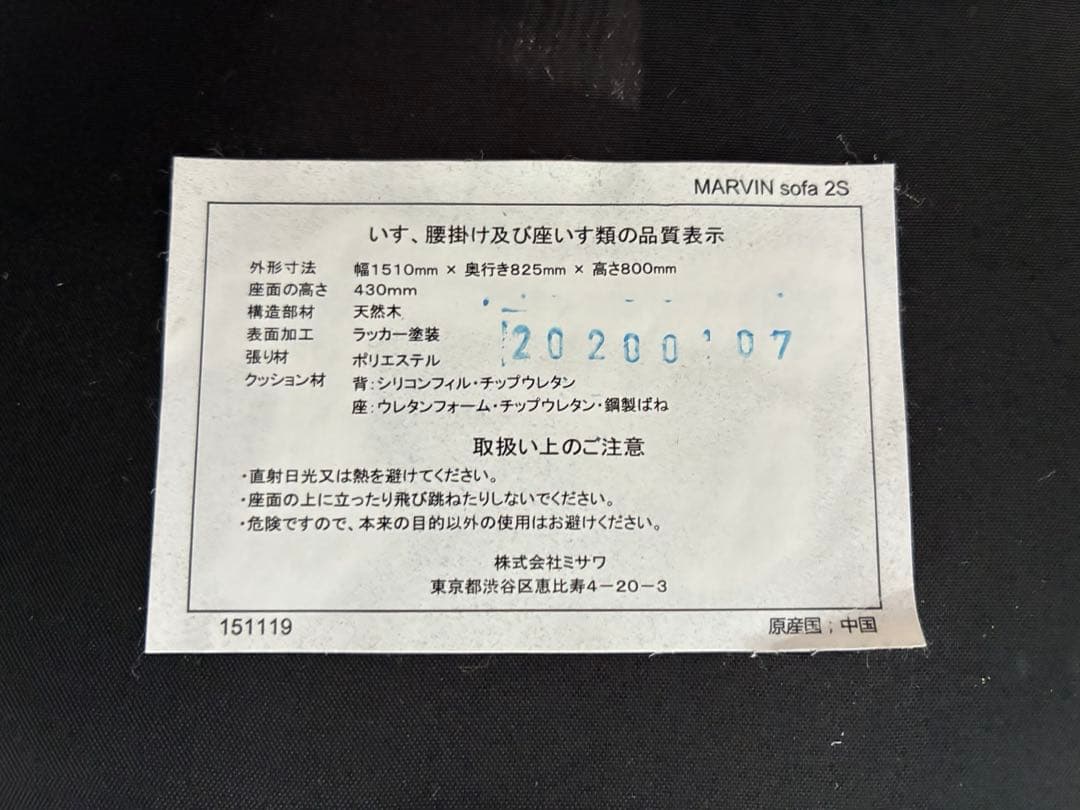 MARVIN sofa 2S
いす、腰掛け及び座いす類の品質表示
外形寸法 幅1510mm × 奥行き825mm × 高さ800mm
座面の高さ 430mm
構造部材 天然木
表面加工 ラッカー塗装
張り材 ポリエステル
クッション材 背：シリコンフィル・チップウレタン
座：ウレタンフォーム・チップウレタン・鋼製ばね
取扱い上のご注意
・直射日光又は熱を避けてください。
・座面の上に立ったり飛び跳ねたりしないでください。
・危険ですので、本来の目的以外の使用はお避けください。
株式会社ミサワ
東京都渋谷区恵比寿4－20－3
151119
原産国；中国